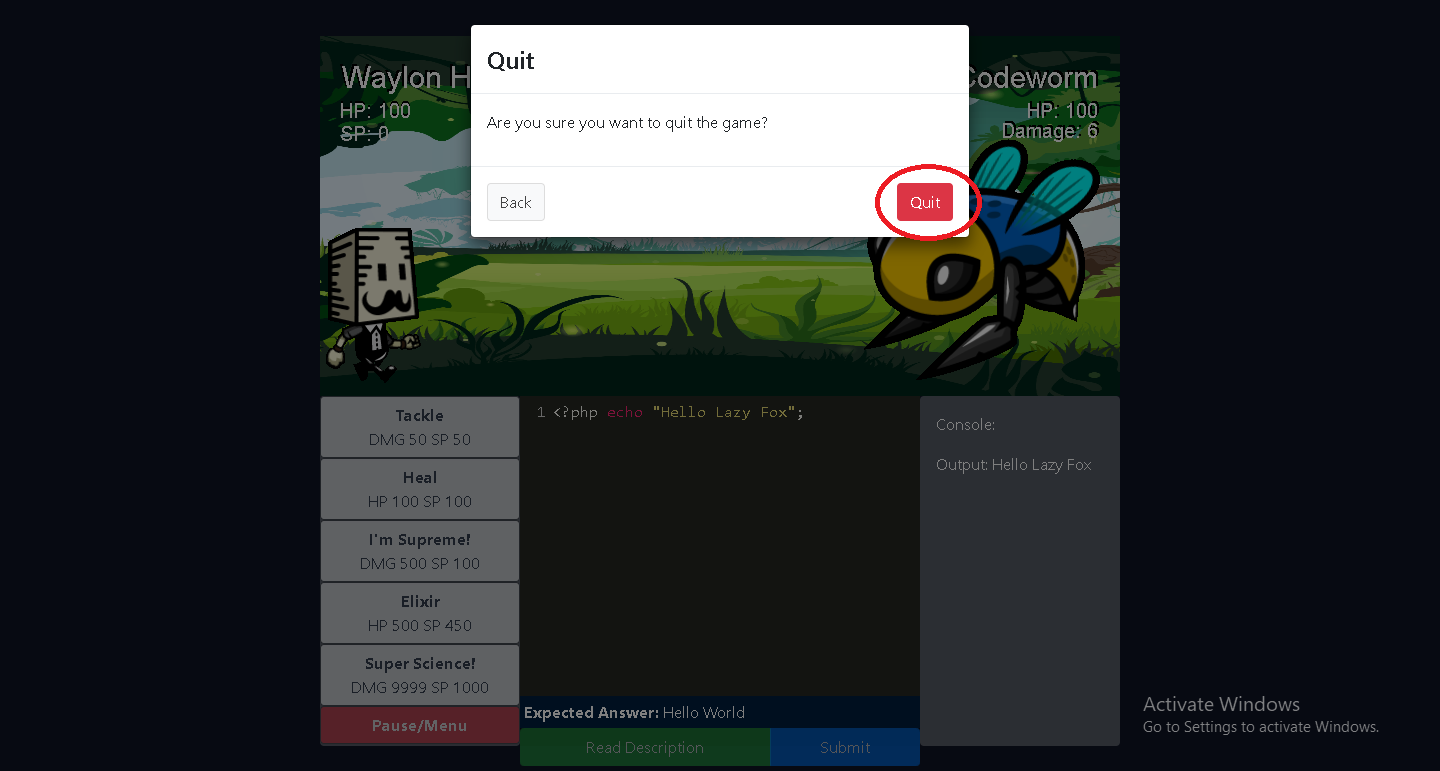 Quit
Are you sure you want to quit the game?
Back
Quit
Waylon H
HP: 100
SP: 0
Codeworm
HP: 100
Damage: 6
Tackle
DMG 50 SP 50
Heal
HP 100 SP 100
I'm Supreme!
DMG 500 SP 100
Elixir
HP 500 SP 450
Super Science!
DMG 9999 SP 1000
Pause/Menu
1 <?php echo "Hello Lazy Fox";
Expected Answer: Hello World
Read Description
Submit
Console:
Output: Hello Lazy Fox
Activate Windows
Go to Settings to activate Windows.